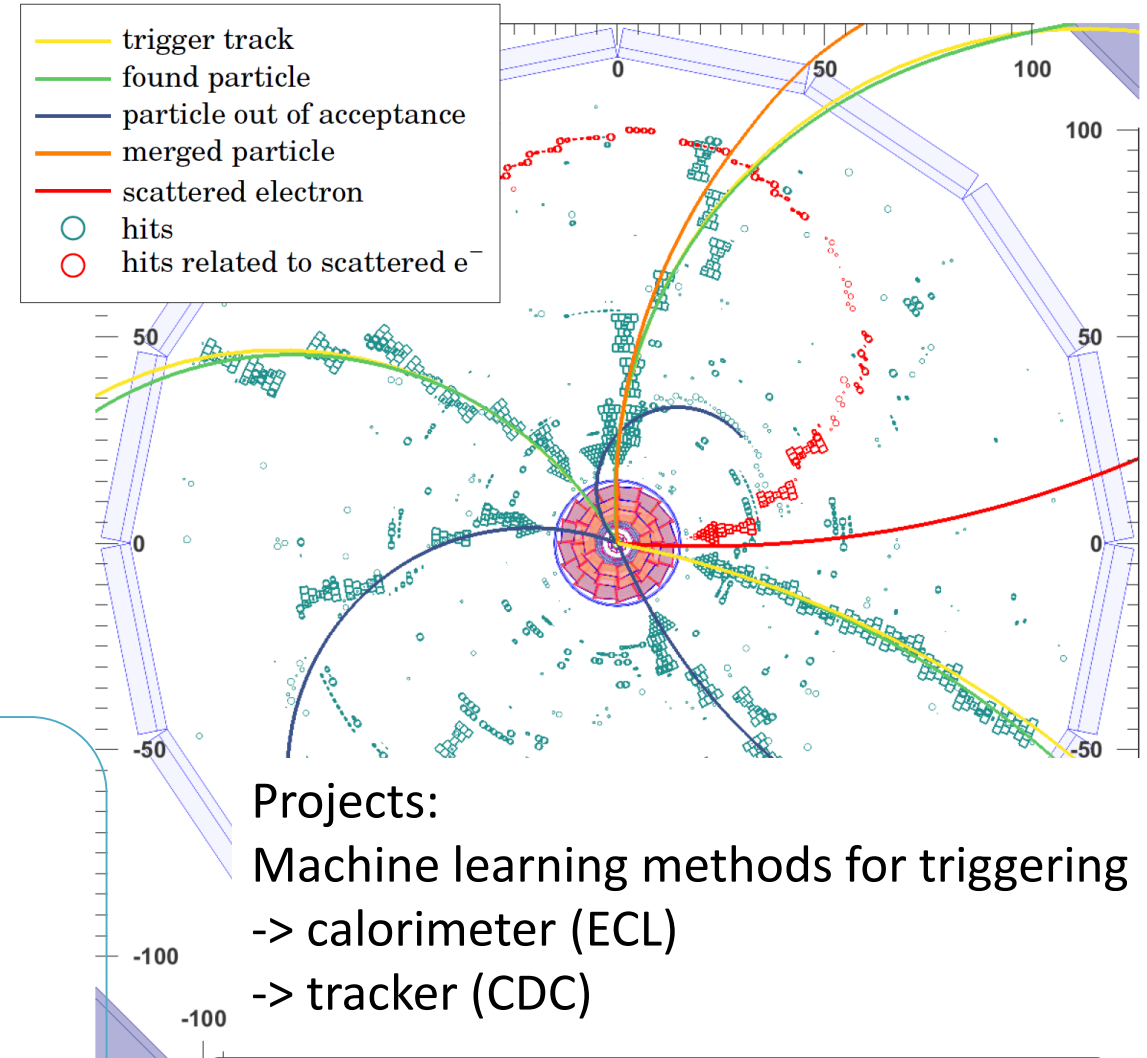 trigger track
found particle
particle out of acceptance
merged particle
scattered electron
hits
hits related to scattered e⁻
0 50 100
100
50 50
0 0
-50 -50
Projects:
Machine learning methods for triggering
-> calorimeter (ECL)
-> tracker (CDC)
-100
-100